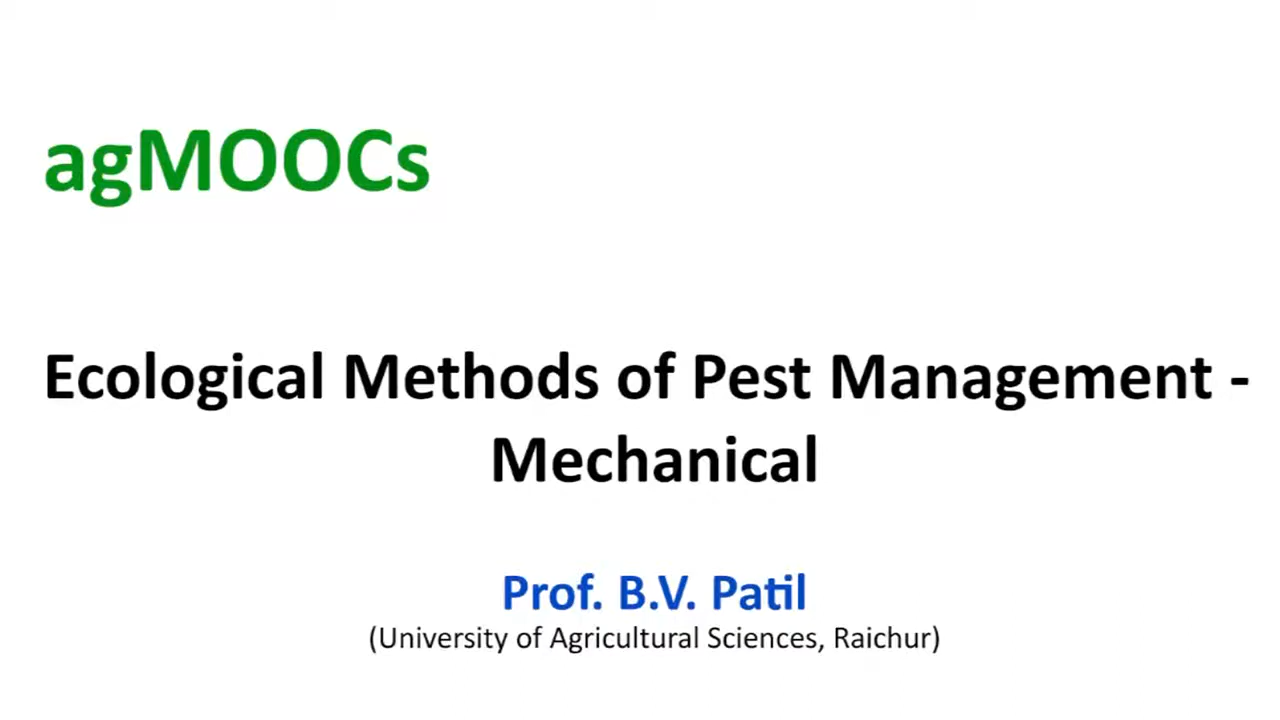 agMOOCs
Ecological Methods of Pest Management -
Mechanical
Prof. B.V. Patil
(University of Agricultural Sciences, Raichur)